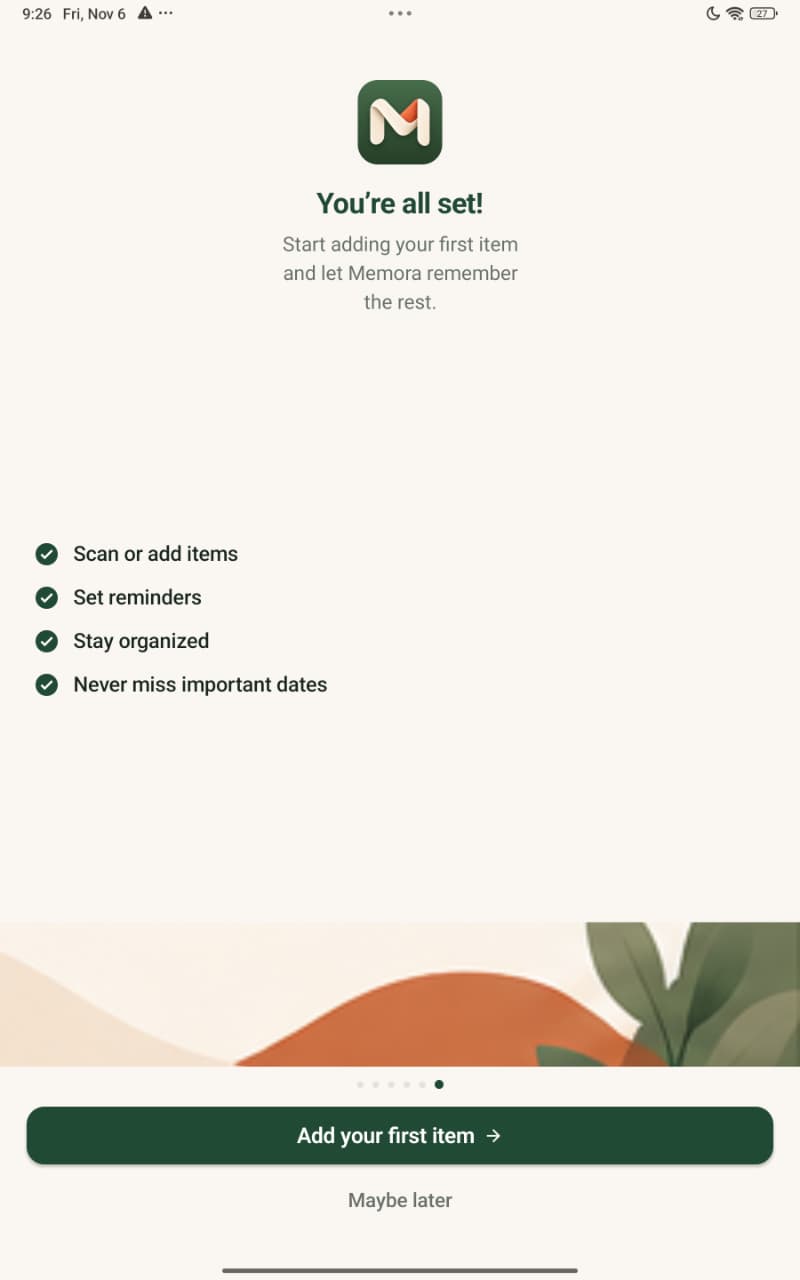 9:26 Fri, Nov 6
27
M
You're all set!
Start adding your first item
and let Memora remember
the rest.
Scan or add items
Set reminders
Stay organized
Never miss important dates
Add your first item →
Maybe later